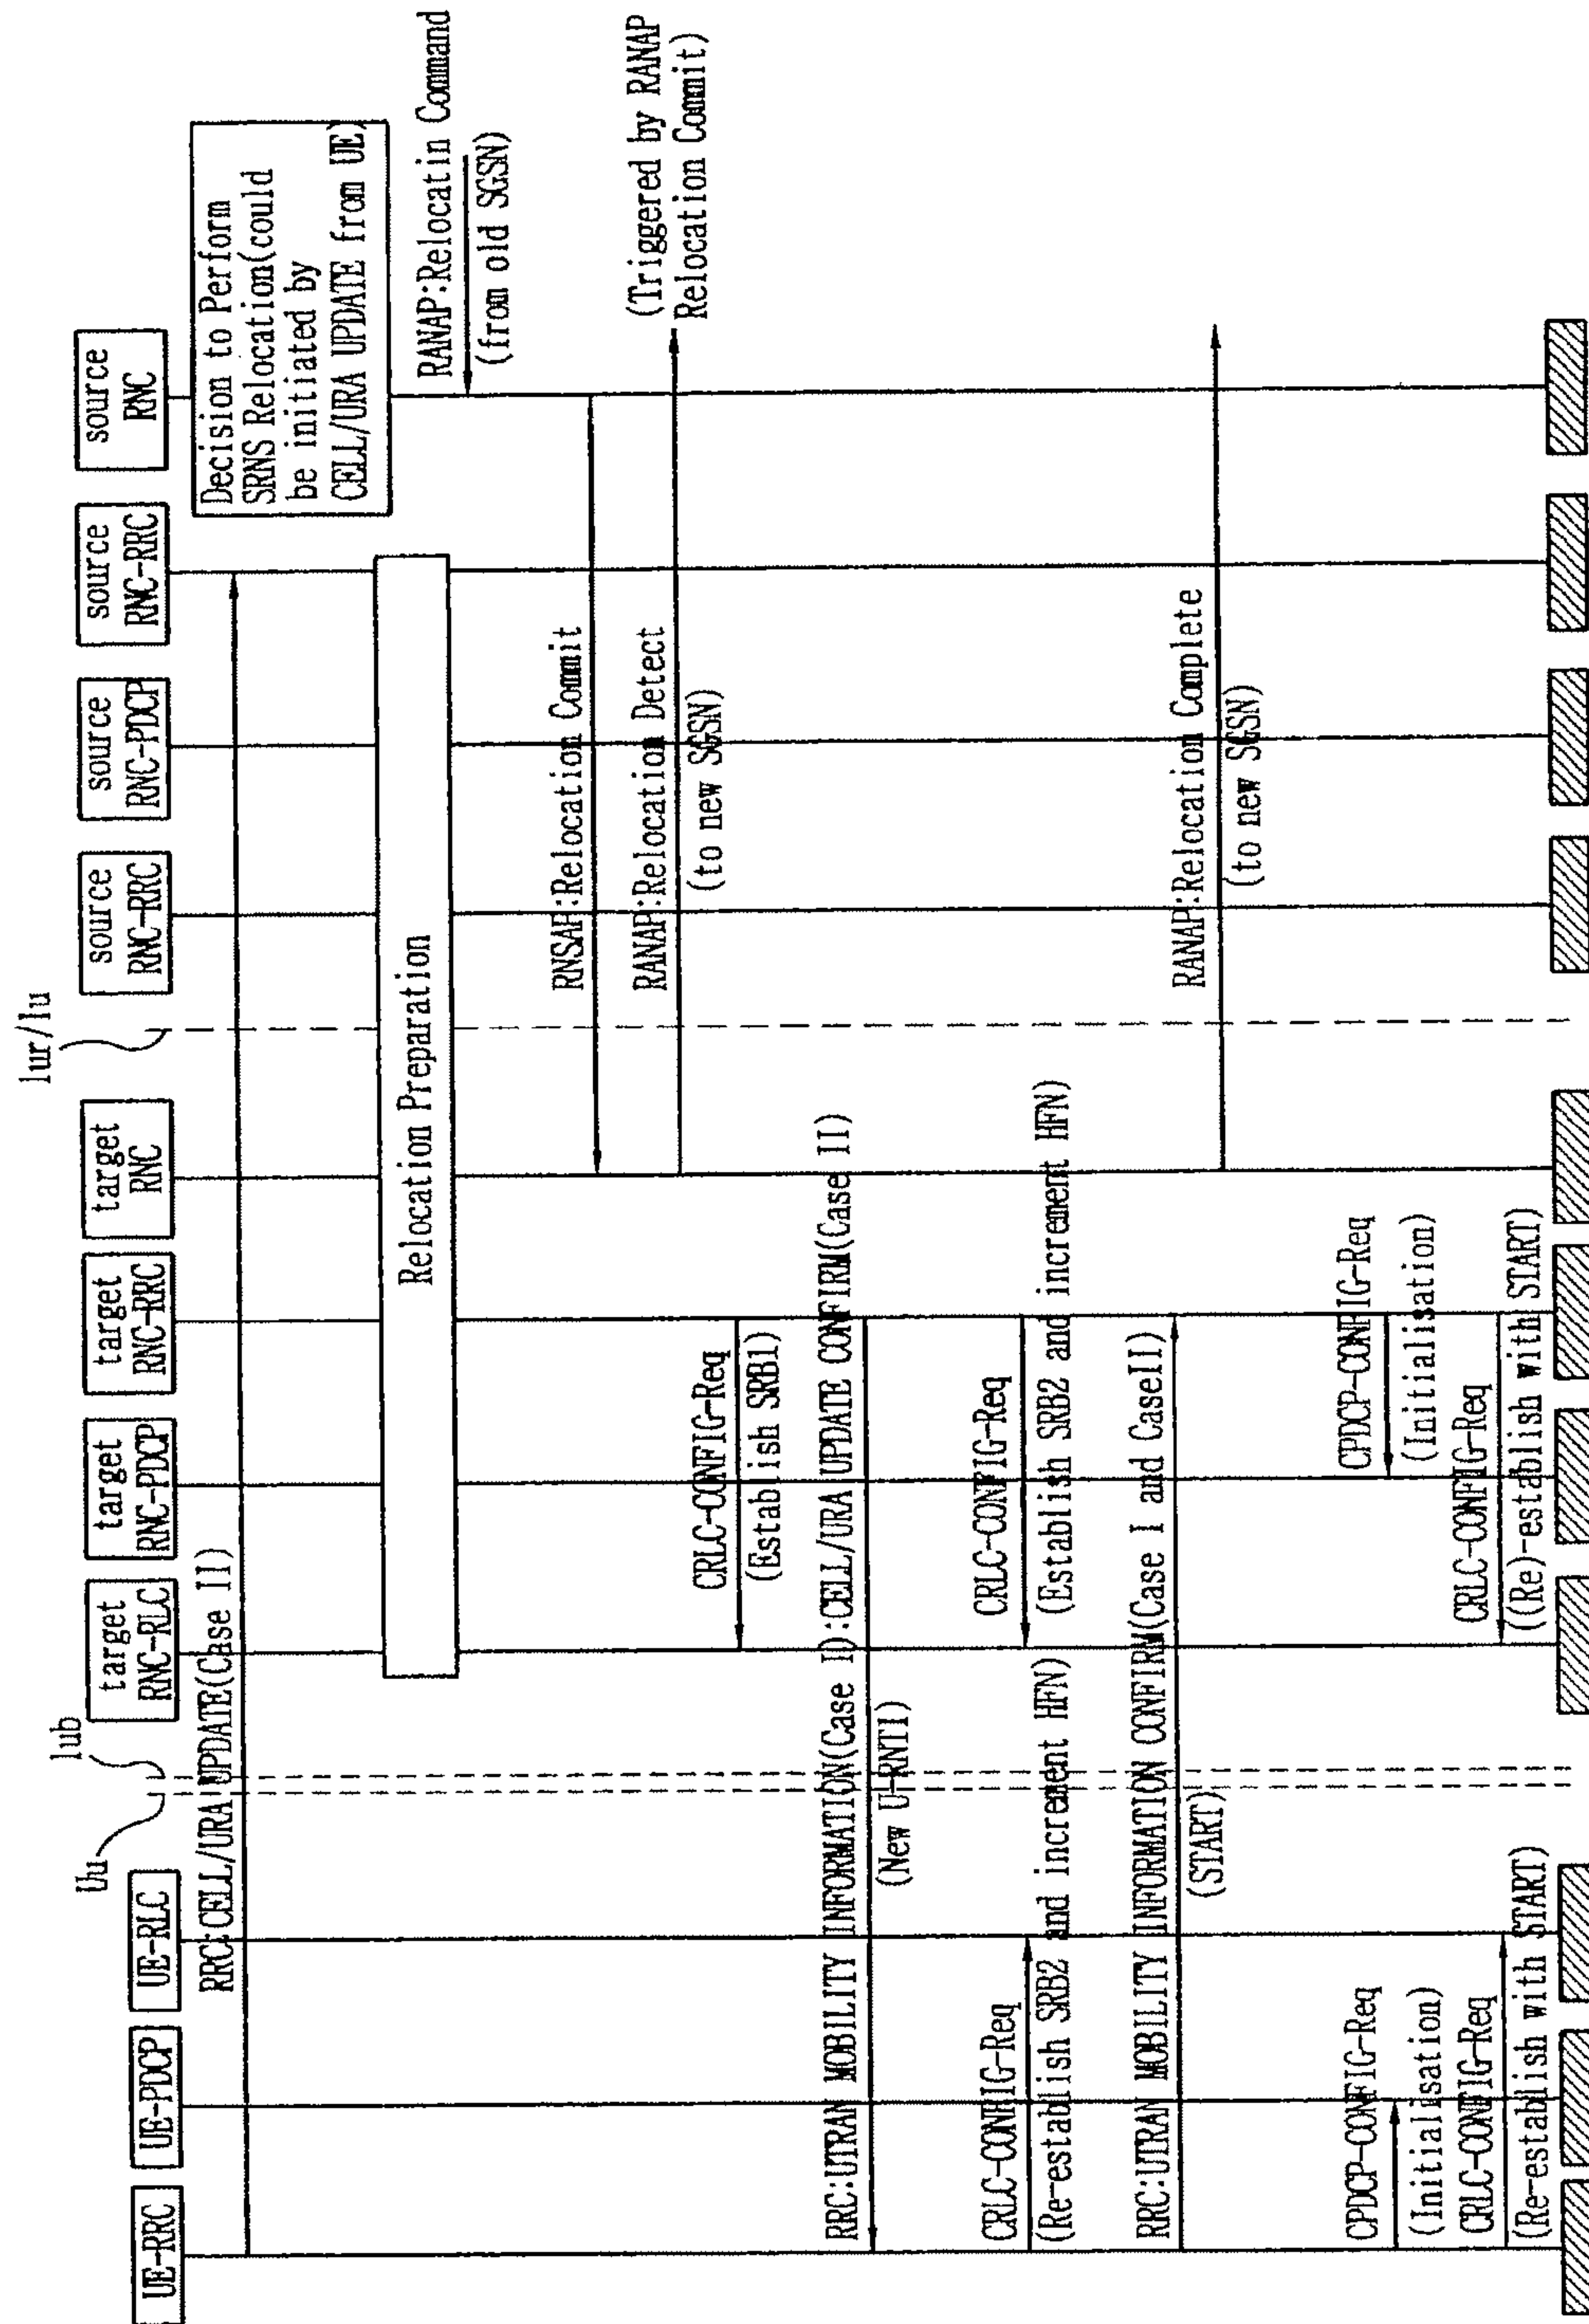 UE-RRC
UE-PDCP
UE-RLC
Uu
lub
target
RNC-RLC
target
RNC-PDCP
target
RNC-RRC
target
RNC
lur/lu
source
RNC-RRC
source
RNC-PDCP
source
RNC-RRC
source
RNC
RRC:CELL/URA UPDATE(Case II)
Decision to Perform
SRNS Relocation(could
be initiated by
CELL/URA UPDATE from UE)
Relocation Preparation
RANAP:Relocatin Command
(from old SGSN)
RNSAP:Relocation Commit
RANAP:Relocation Detect
(to new SGSN)
(Triggered by RANAP
Relocation Commit)
CRLC-CONFIG-Req
(Establish SRB1)
RRC:UTRAN MOBILITY INFORMATION(Case I):CELL/URA UPDATE CONFIRM(Case II)
(New U-RNTI)
CRLC-CONFIG-Req
(Re-establish SRB2 and increment HFN)
CRLC-CONFIG-Req
(Establish SRB2 and increment HFN)
RRC:UTRAN MOBILITY INFORMATION CONFIRM(Case I and CaseII)
(START)
RANAP:Relocation Complete
(to new SGSN)
CPDCP-CONFIG-Req
(Initialisation)
CRLC-CONFIG-Req
(Re-establish with START)
CPDCP-CONFIG-Req
(Initialisation)
CRLC-CONFIG-Req
((Re)-establish with START)